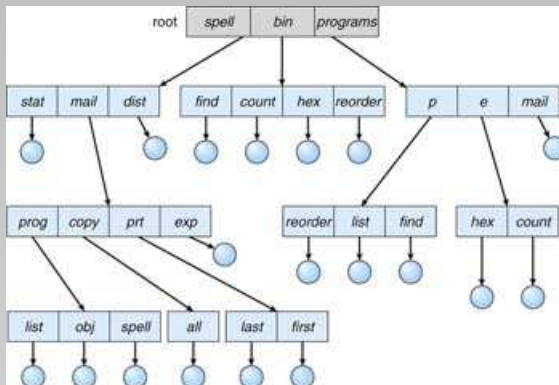 root spell bin programs
stat mail dist find count hex reorder p e mail
prog copy prt exp reorder list find hex count
list obj spell all last first